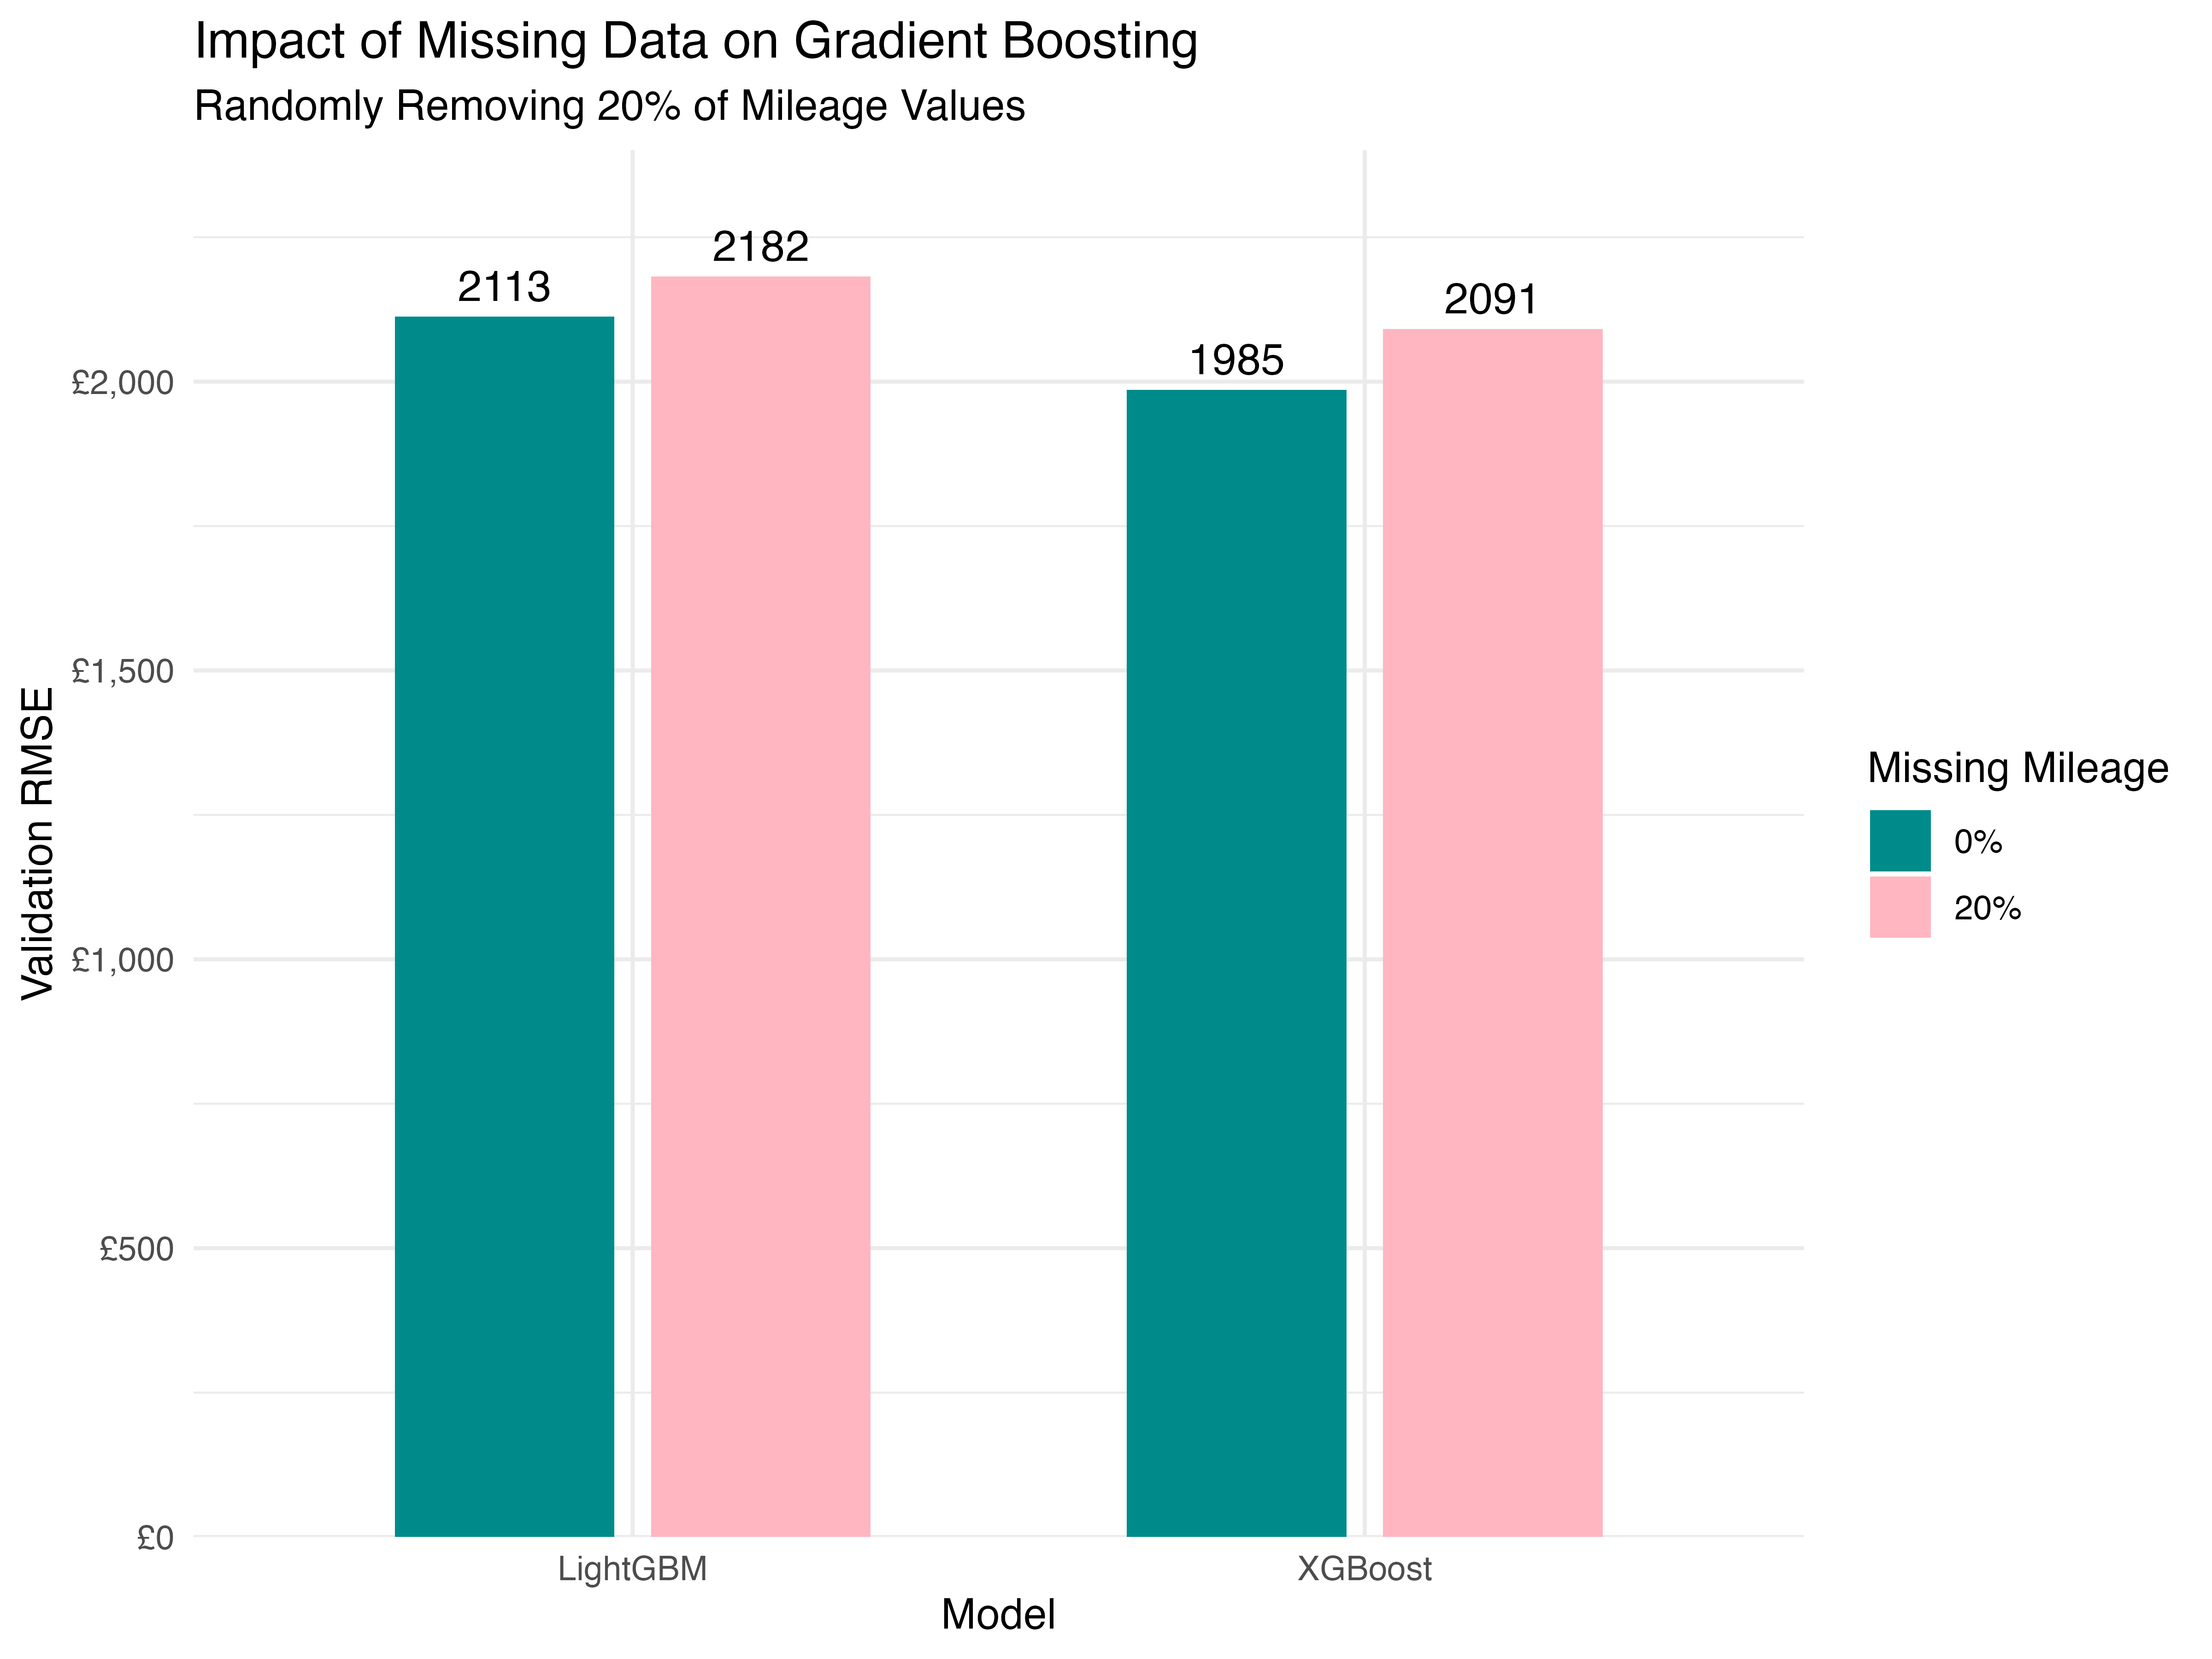 Impact of Missing Data on Gradient Boosting
Randomly Removing 20% of Mileage Values
2113
2182
1985
2091
£2,000
£1,500
£1,000
£500
£0
Validation RMSE
LightGBM
XGBoost
Model
Missing Mileage
0%
20%